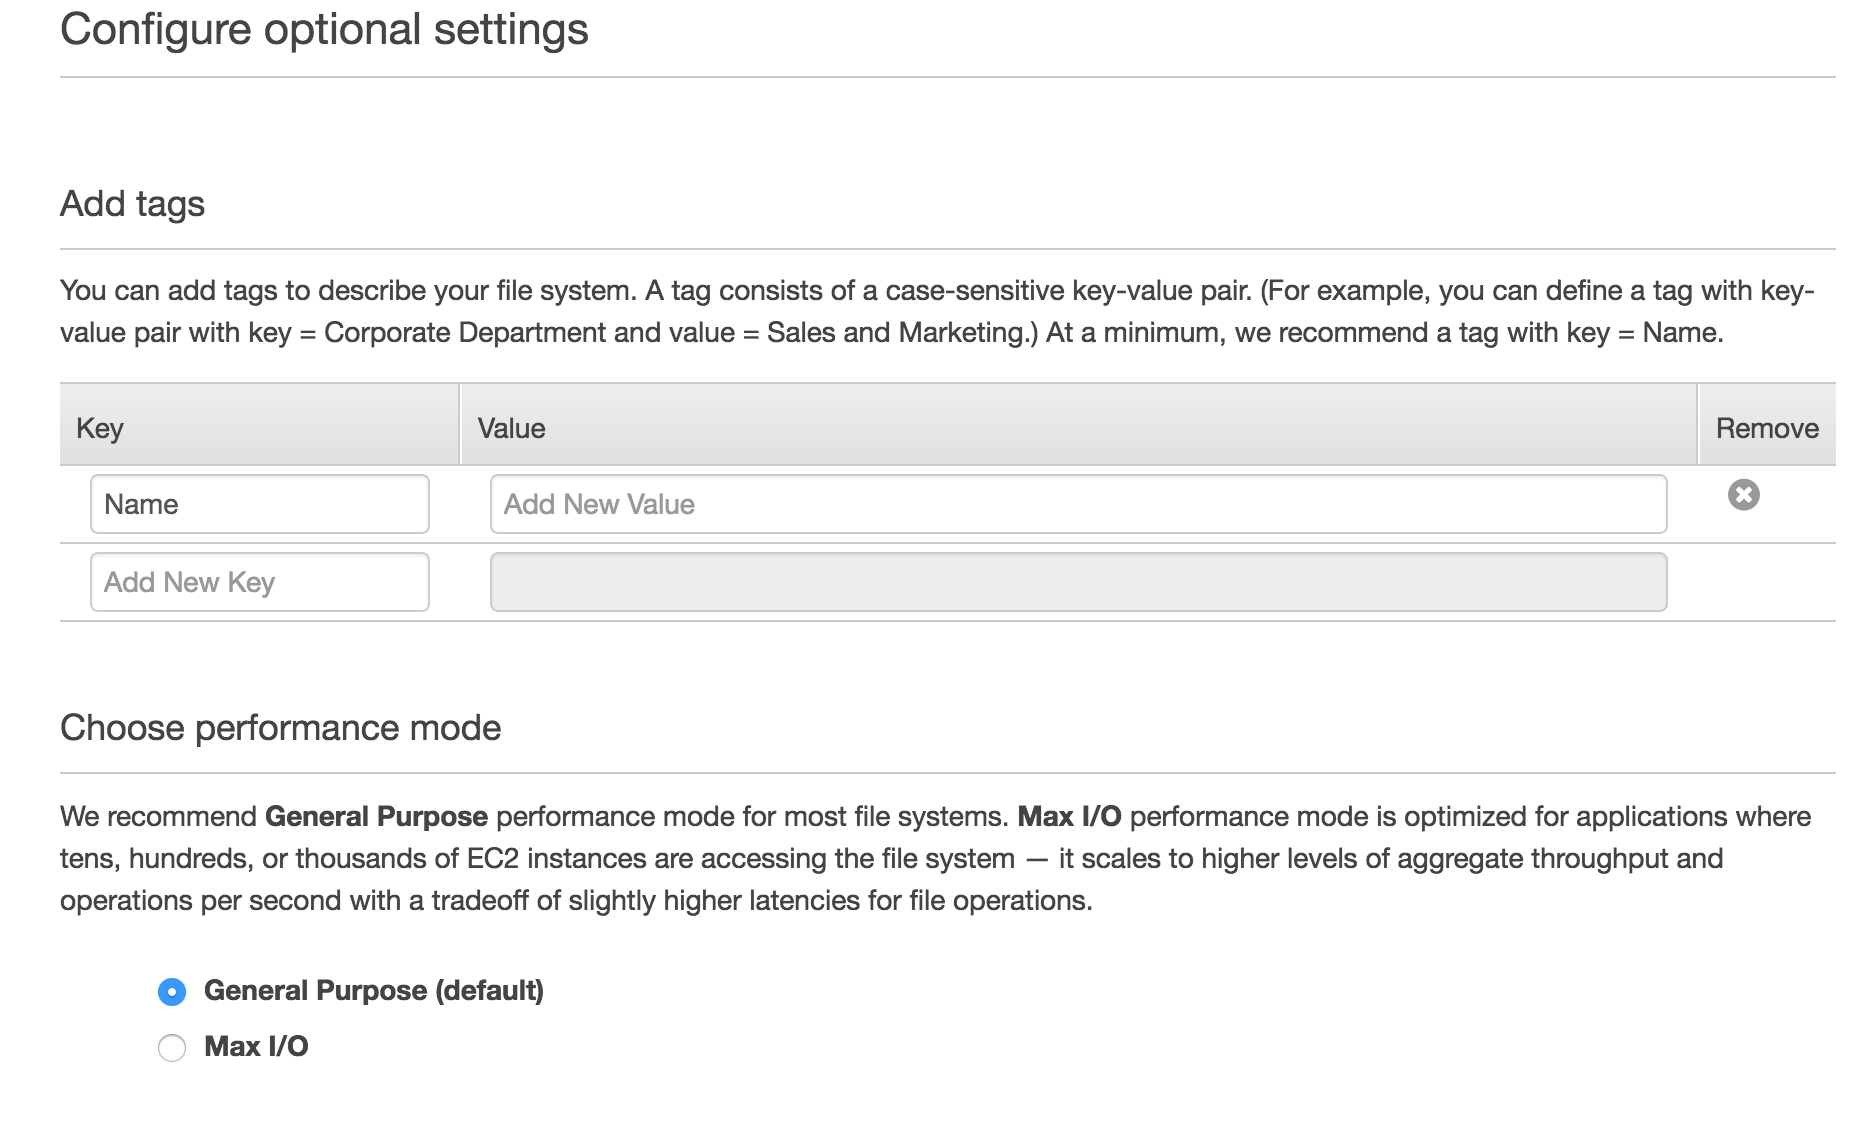 Configure optional settings
Add tags
You can add tags to describe your file system. A tag consists of a case-sensitive key-value pair. (For example, you can define a tag with key-
value pair with key = Corporate Department and value = Sales and Marketing.) At a minimum, we recommend a tag with key = Name.
Key Value Remove
Name Add New Value
Add New Key
Choose performance mode
We recommend General Purpose performance mode for most file systems. Max I/O performance mode is optimized for applications where
tens, hundreds, or thousands of EC2 instances are accessing the file system — it scales to higher levels of aggregate throughput and
operations per second with a tradeoff of slightly higher latencies for file operations.
General Purpose (default)
Max I/O